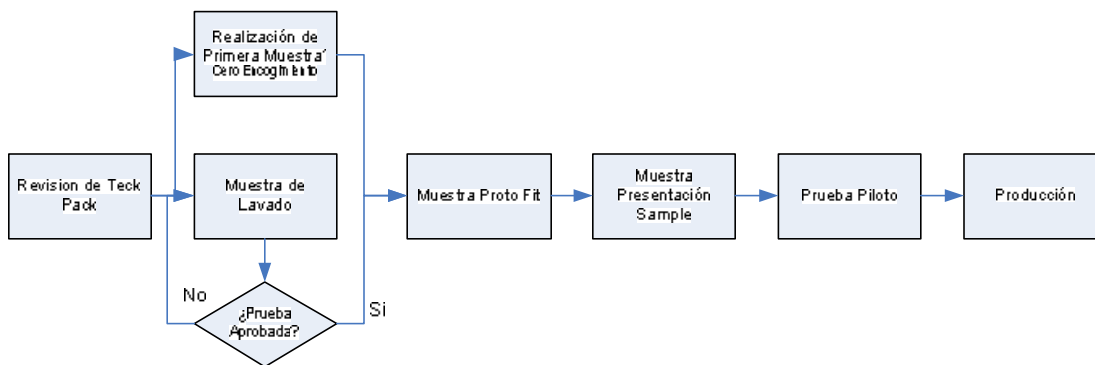 Realización de
Primera Muestra´
Cero Encogimiento
Revision de Teck
Pack
Muestra de
Lavado
Muestra Proto Fit
Muestra
Presentación
Sample
Prueba Piloto
Producción
No
¿Prueba
Aprobada?
Si